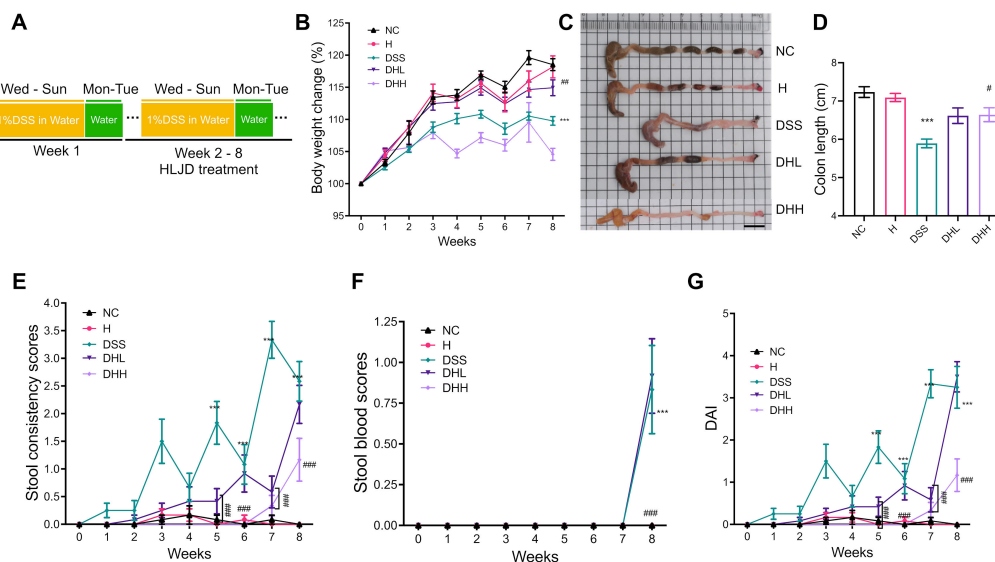 A
Wed - Sun
Mon-Tue
Wed - Sun
Mon-Tue
1%DSS in Water
Water
...
1%DSS in Water
Water
...
Week 1
Week 2 - 8
HLJD treatment
B
Body weight change (%)
125
120
115
110
105
100
95
NC
H
DSS
DHL
DHH
##
***
0 1 2 3 4 5 6 7 8
Weeks
C
NC
H
DSS
DHL
DHH
D
Colon length (cm)
8
7
6
5
4
***
#
NC H DSS DHL DHH
E
Stool consistency scores
4.0
3.5
3.0
2.5
2.0
1.5
1.0
0.5
0.0
NC
H
DSS
DHL
DHH
***
***
***
***
###
###
###
###
0 1 2 3 4 5 6 7 8
Weeks
F
Stool blood scores
1.25
1.00
0.75
0.50
0.25
0.00
NC
H
DSS
DHL
DHH
***
###
0 1 2 3 4 5 6 7 8
Weeks
G
DAI
5
4
3
2
1
0
NC
H
DSS
DHL
DHH
***
***
***
***
###
###
###
###
0 1 2 3 4 5 6 7 8
Weeks